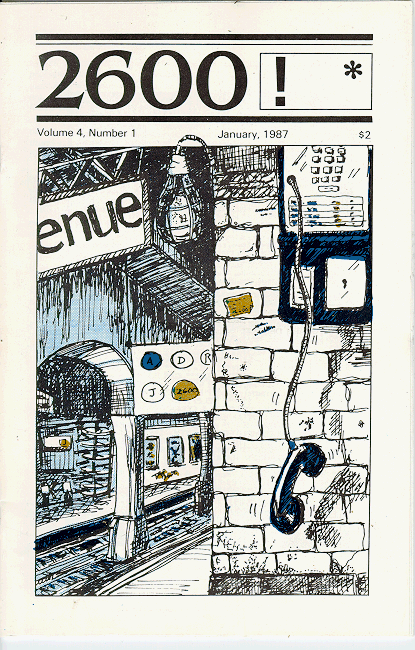 2600 ! *
Volume 4, Number 1 January, 1987 $2
enue
A D R
J 2600